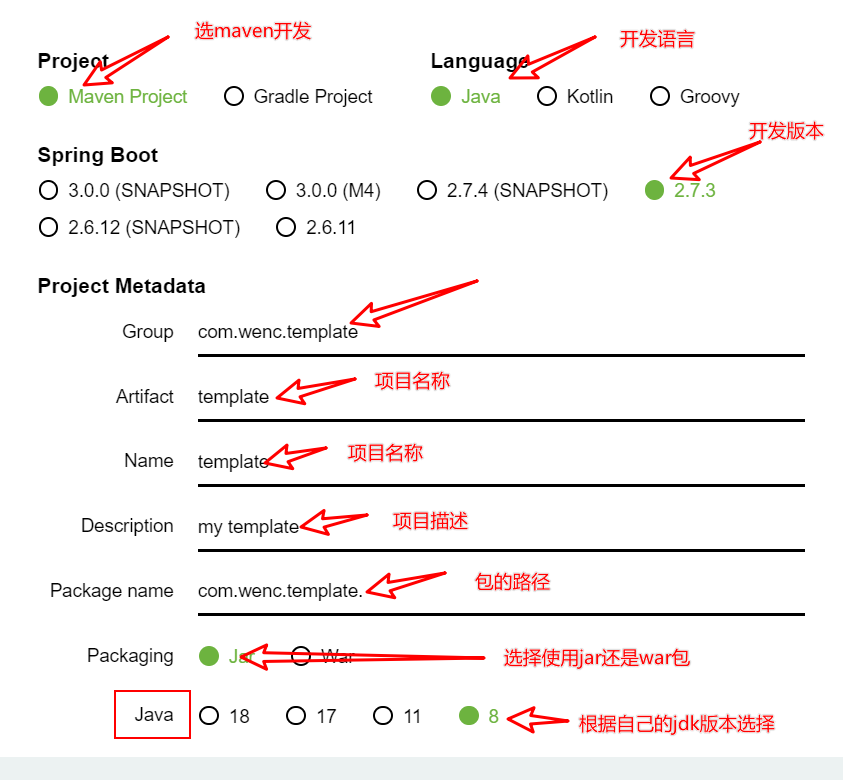 选maven开发
开发语言
Project
Language
Maven Project
Gradle Project
Java
Kotlin
Groovy
开发版本
Spring Boot
3.0.0 (SNAPSHOT)
3.0.0 (M4)
2.7.4 (SNAPSHOT)
2.7.3
2.6.12 (SNAPSHOT)
2.6.11
Project Metadata
Group
com.wenc.template
Artifact
template
项目名称
Name
template
项目名称
Description
my template
项目描述
Package name
com.wenc.template.
包的路径
Packaging
Jar
War
选择使用jar还是war包
Java
18
17
11
8
根据自己的jdk版本选择